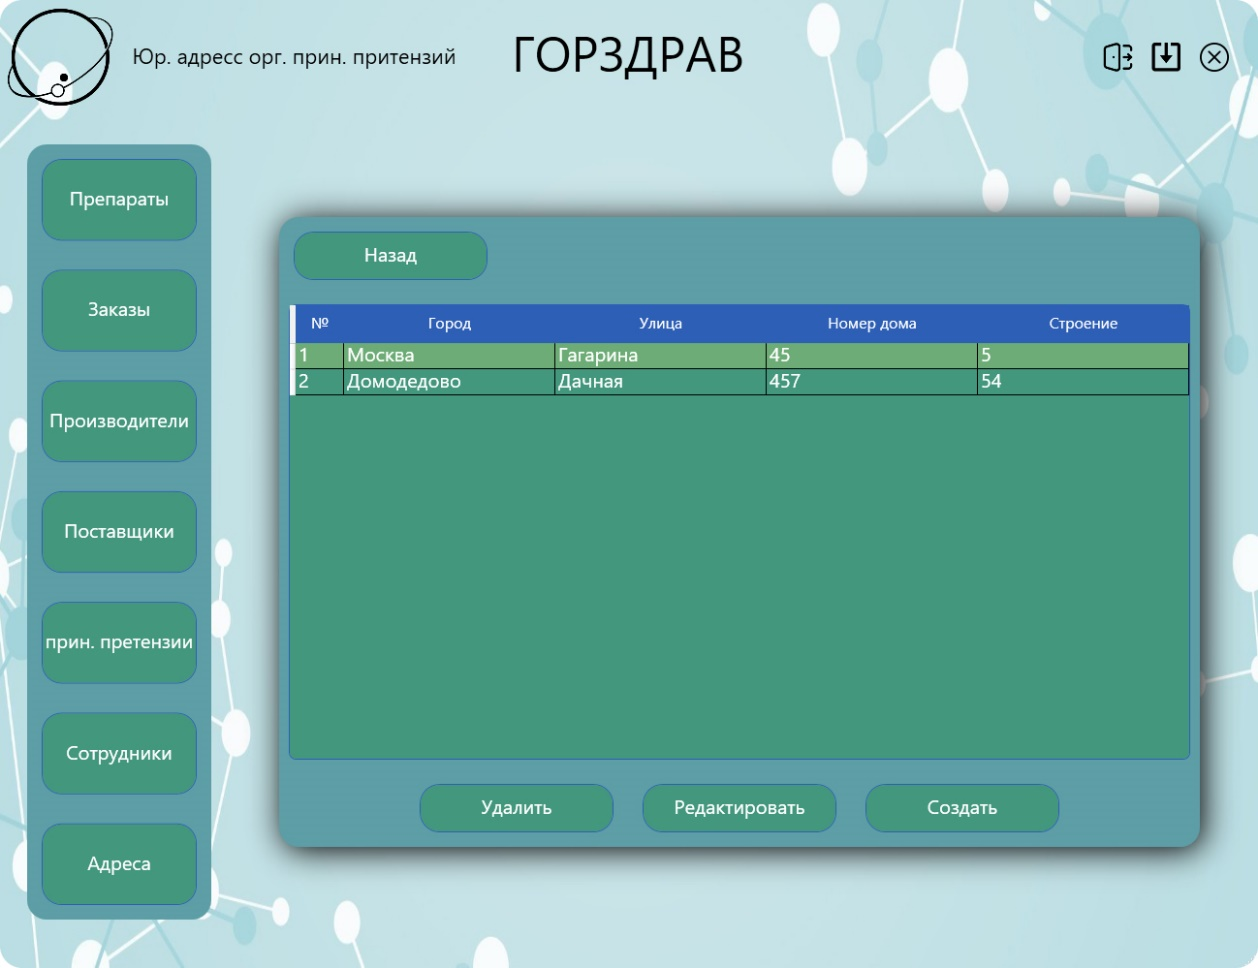 Юр. адресс орг. прин. притензий
ГОРЗДРАВ
Препараты
Заказы
Производители
Поставщики
прин. претензии
Сотрудники
Адреса
Назад
№ Город Улица Номер дома Строение
1 Москва Гагарина 45 5
2 Домодедово Дачная 457 54
Удалить Редактировать Создать